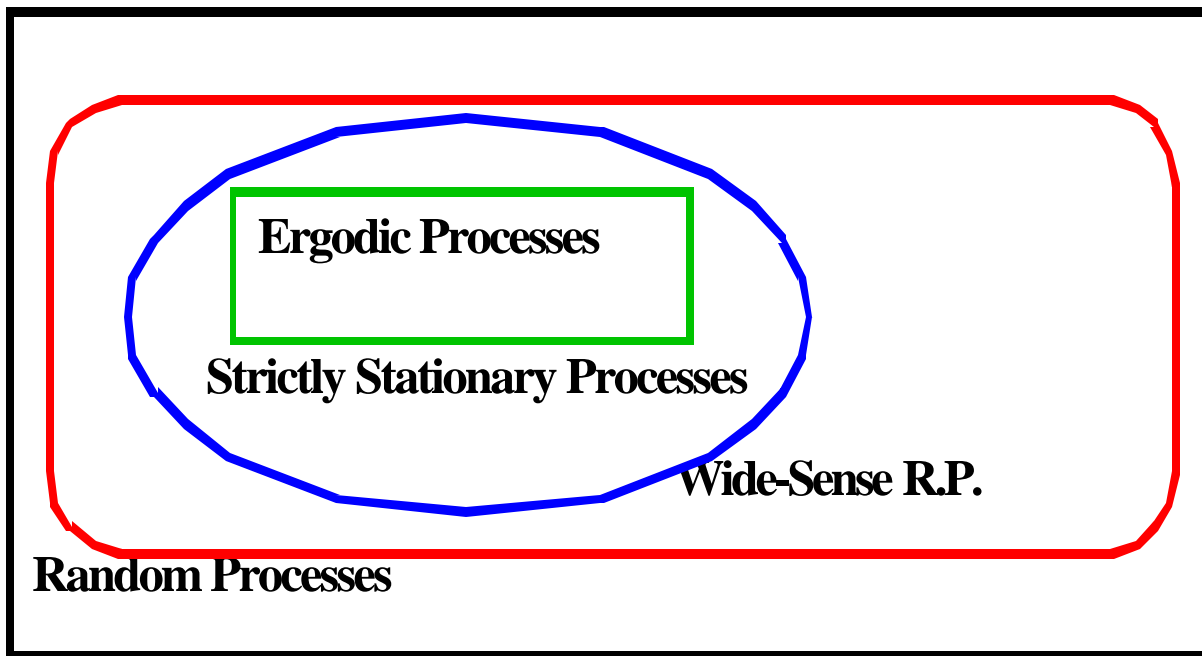 Ergodic Processes
Strictly Stationary Processes
Wide-Sense R.P.
Random Processes